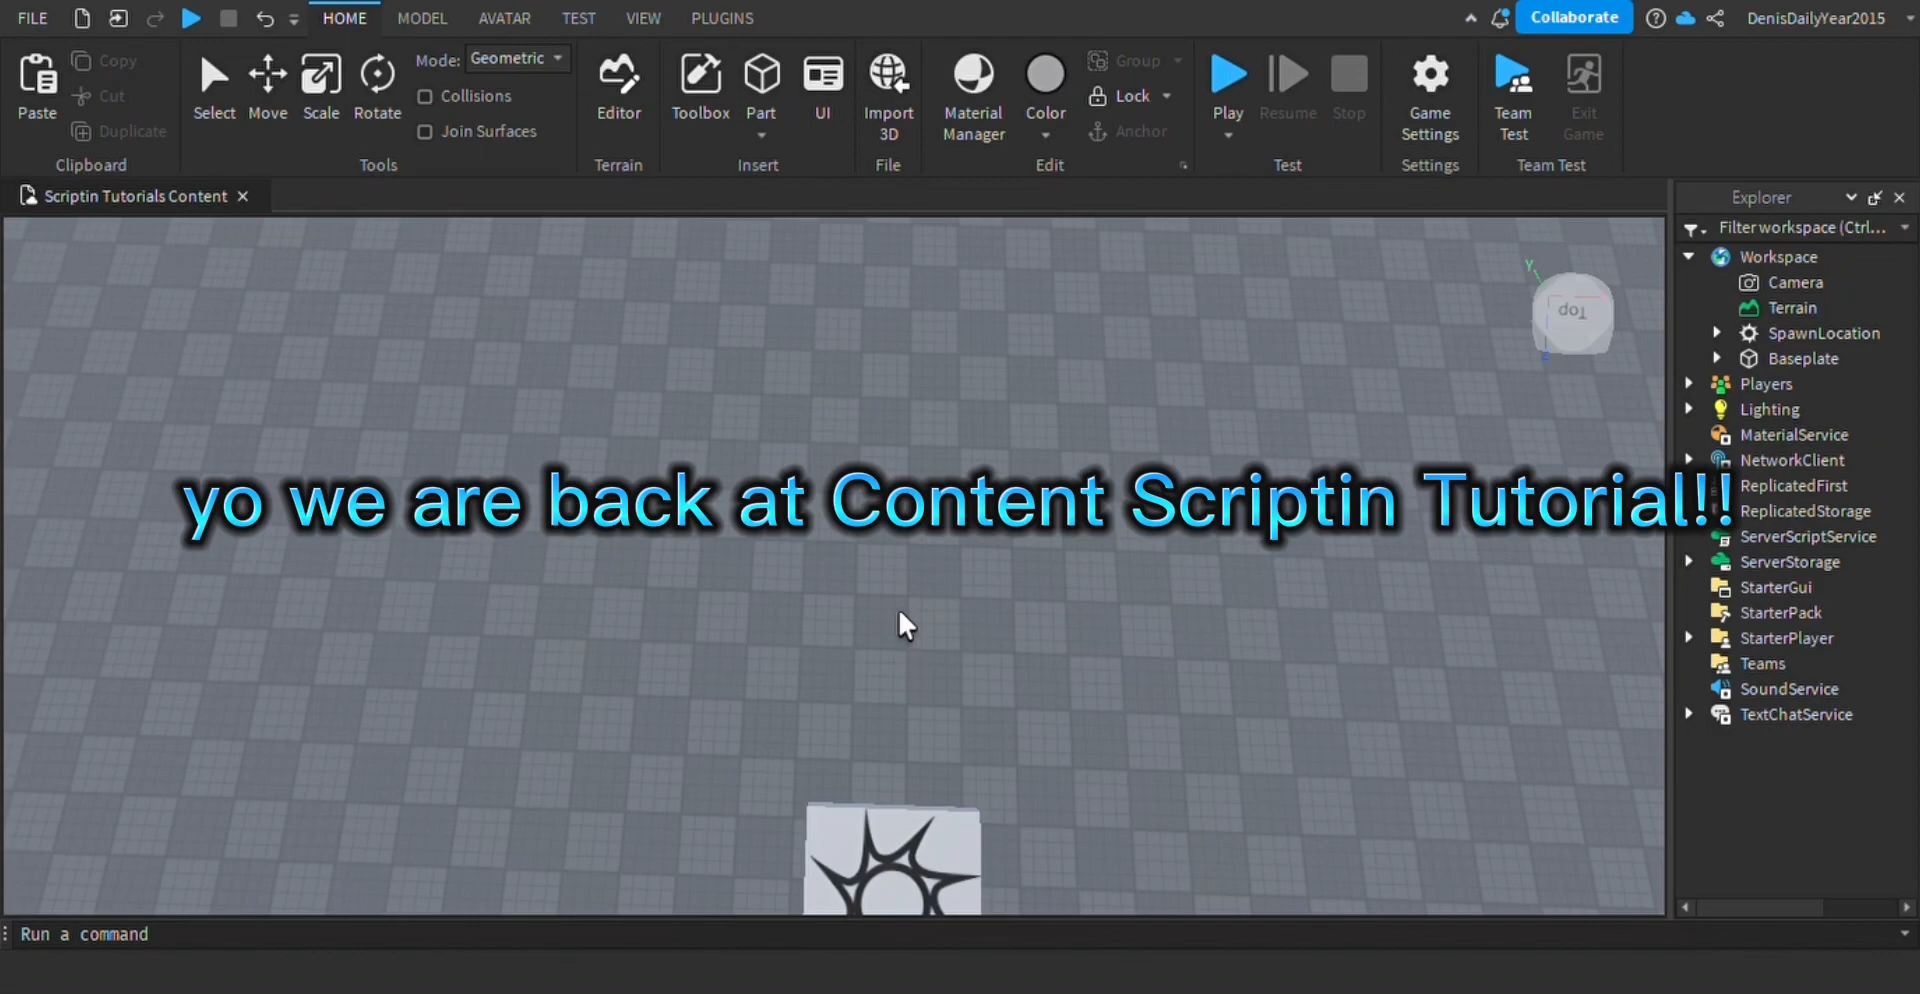 FILE HOME MODEL AVATAR TEST VIEW PLUGINS Collaborate DenisDailyYear2015
Paste Copy Cut Duplicate Clipboard
Select Move Scale Rotate Mode: Geometric Collisions Join Surfaces Tools
Editor Terrain
Toolbox Part UI Insert
Import 3D File
Material Manager Color Group Lock Anchor Edit
Play Resume Stop Test
Game Settings Settings
Team Test Exit Game Team Test
Scriptin Tutorials Content
Explorer
Filter workspace (Ctrl...
Workspace
Camera
Terrain
SpawnLocation
Baseplate
Players
Lighting
MaterialService
NetworkClient
ReplicatedFirst
ReplicatedStorage
ServerScriptService
ServerStorage
StarterGui
StarterPack
StarterPlayer
Teams
SoundService
TextChatService
Y
Top
Z
yo we are back at Content Scriptin Tutorial!!
Run a command